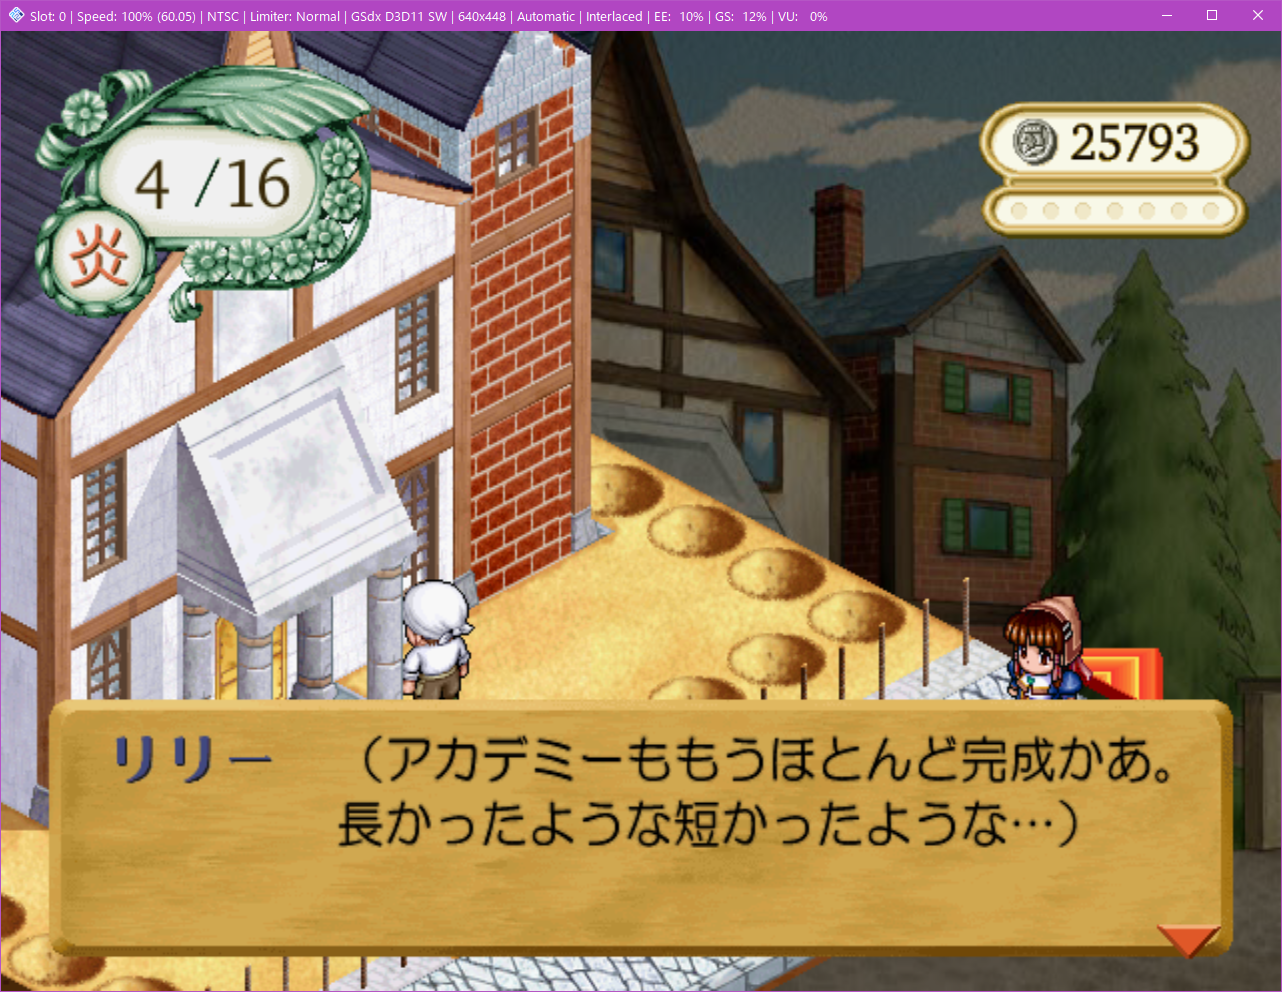 Slot: 0 | Speed: 100% (60.05) | NTSC | Limiter: Normal | GSdx D3D11 SW | 640x448 | Automatic | Interlaced | EE: 10% | GS: 12% | VU: 0%
4 /16
炎
25793
リリー （アカデミーももうほとんど完成かあ。
長かったような短かったような…）